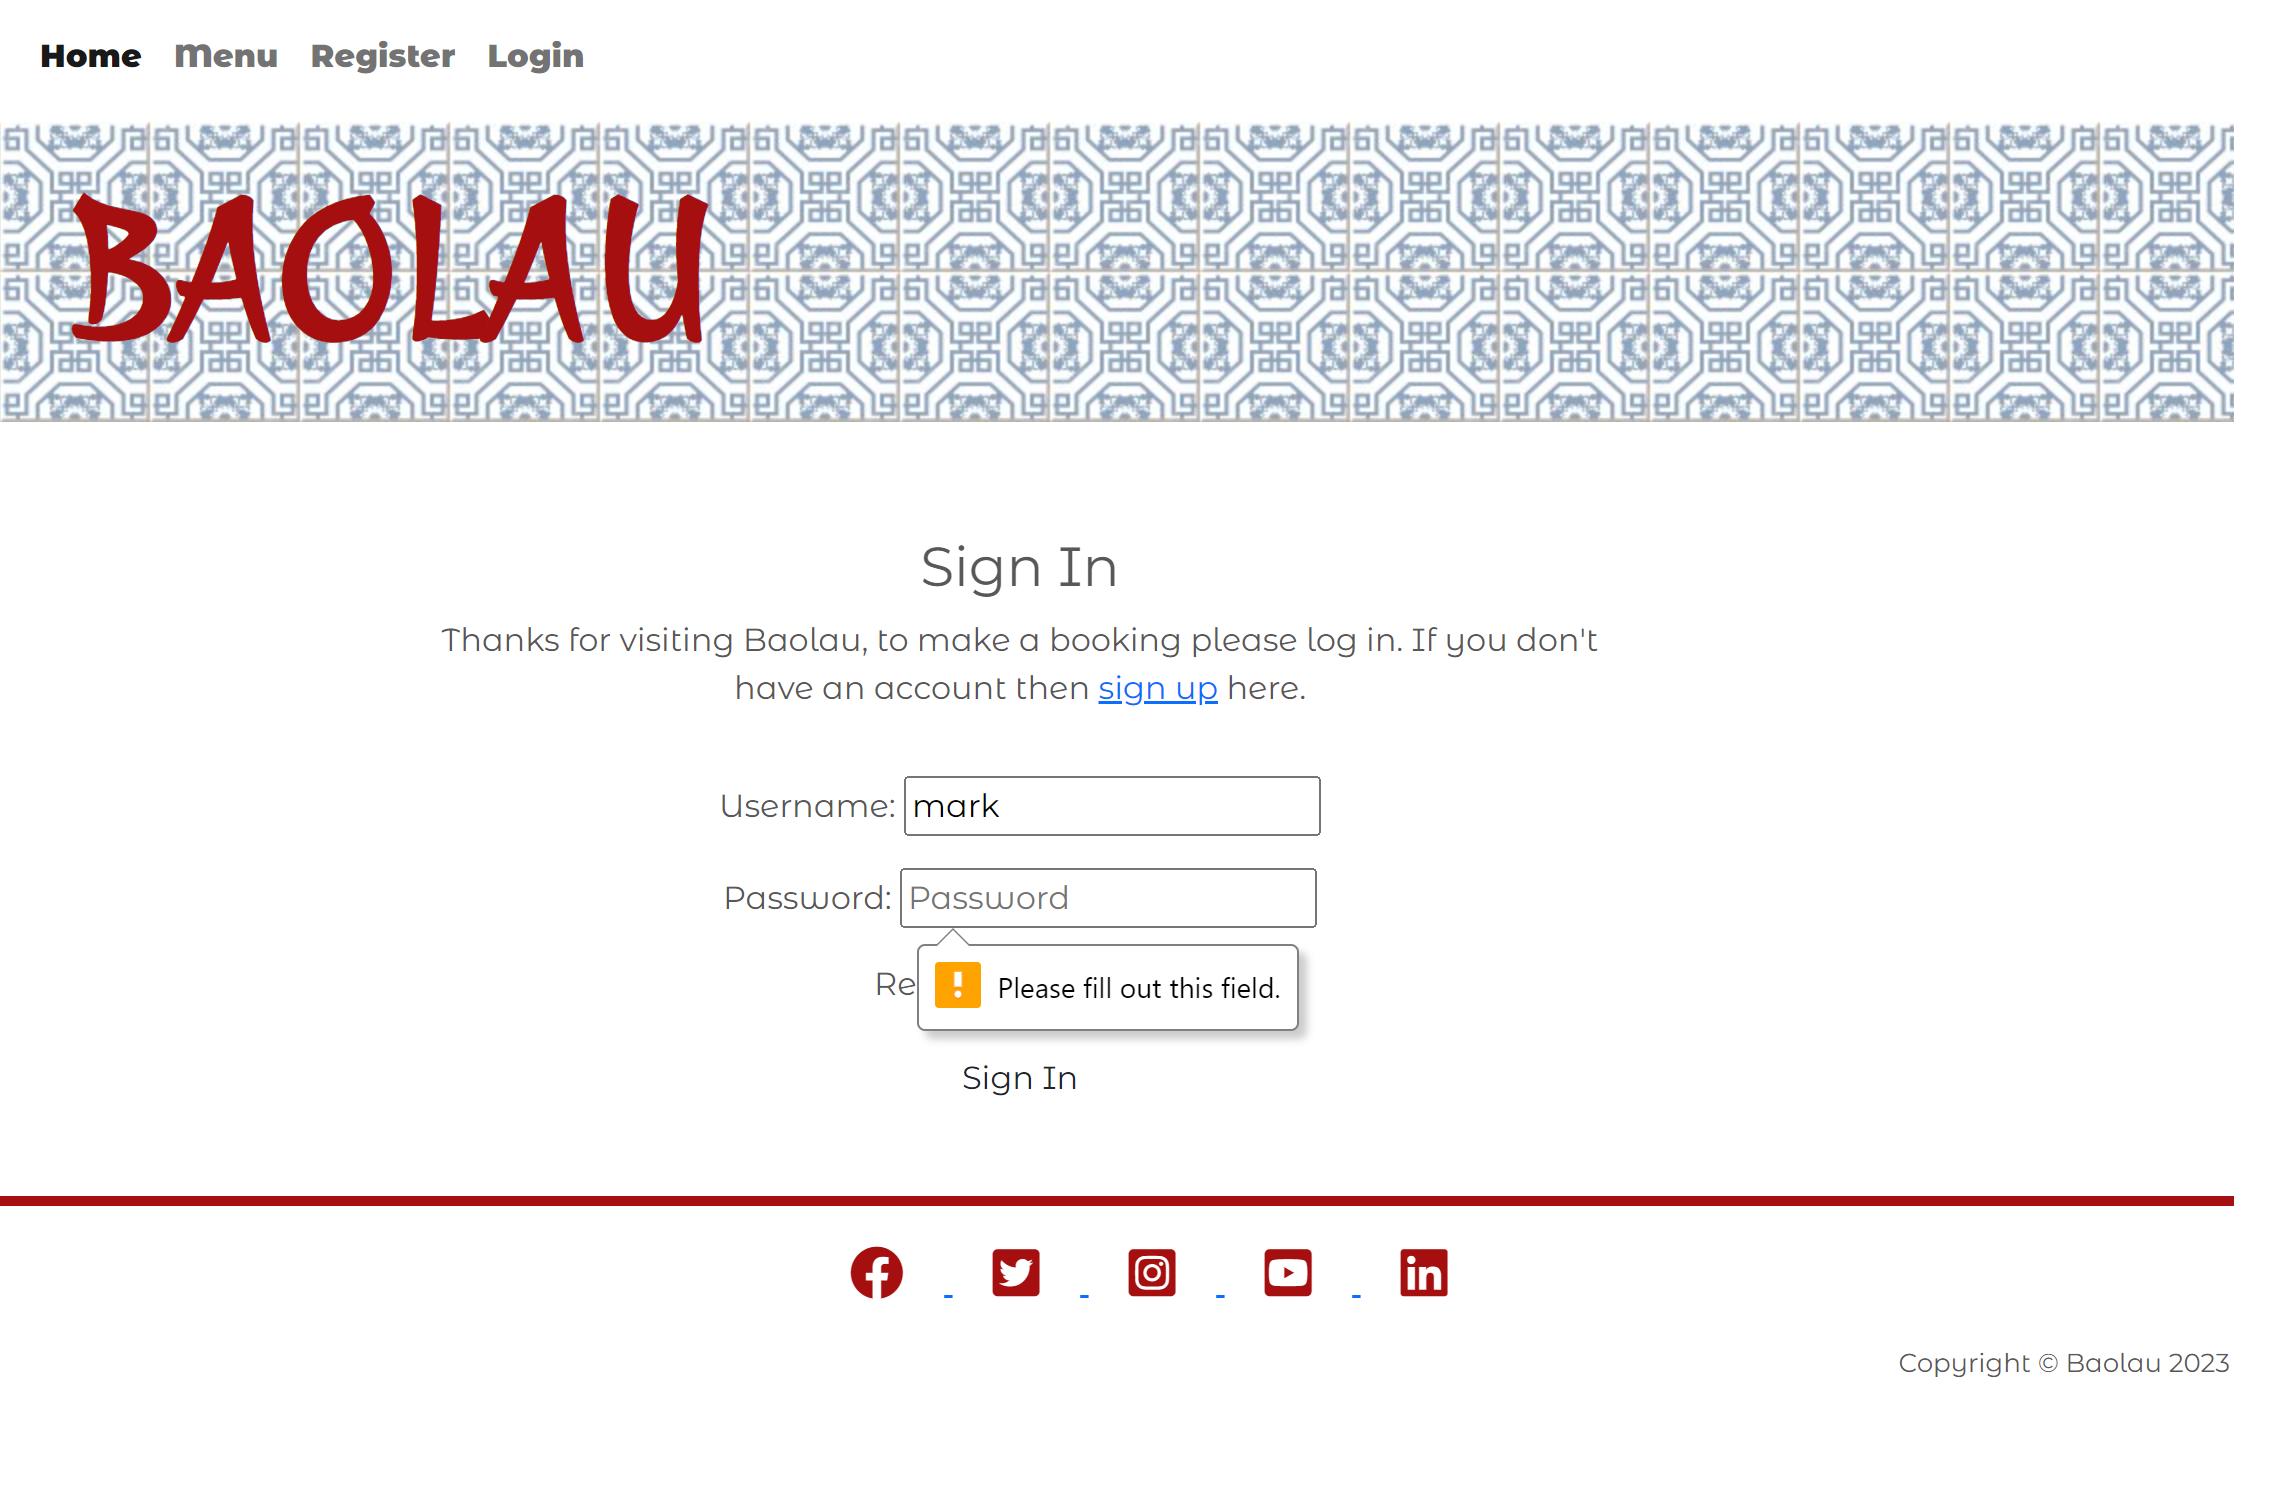 Home Menu Register Login
BAOLAU
Sign In
Thanks for visiting Baolau, to make a booking please log in. If you don't
have an account then sign up here.
Username: mark
Password: Password
Re
Please fill out this field.
Sign In
Copyright © Baolau 2023